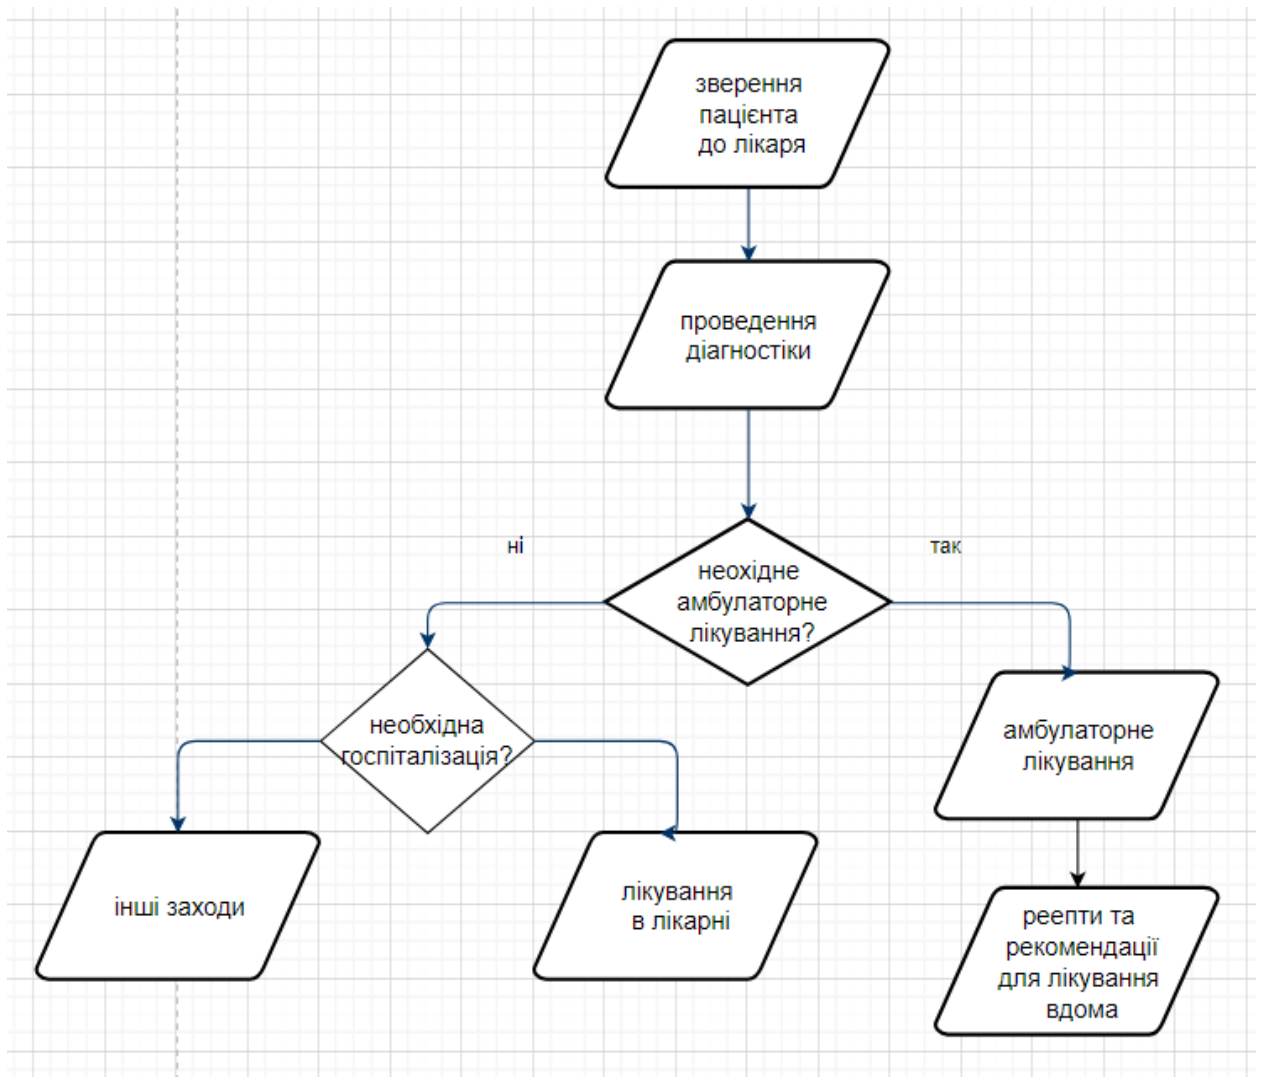 зверення
пацієнта
до лікаря
проведення
діагностіки
ні
так
неохідне
амбулаторне
лікування?
необхідна
госпіталізація?
амбулаторне
лікування
інші заходи
лікування
в лікарні
реепти та
рекомендації
для лікування
вдома